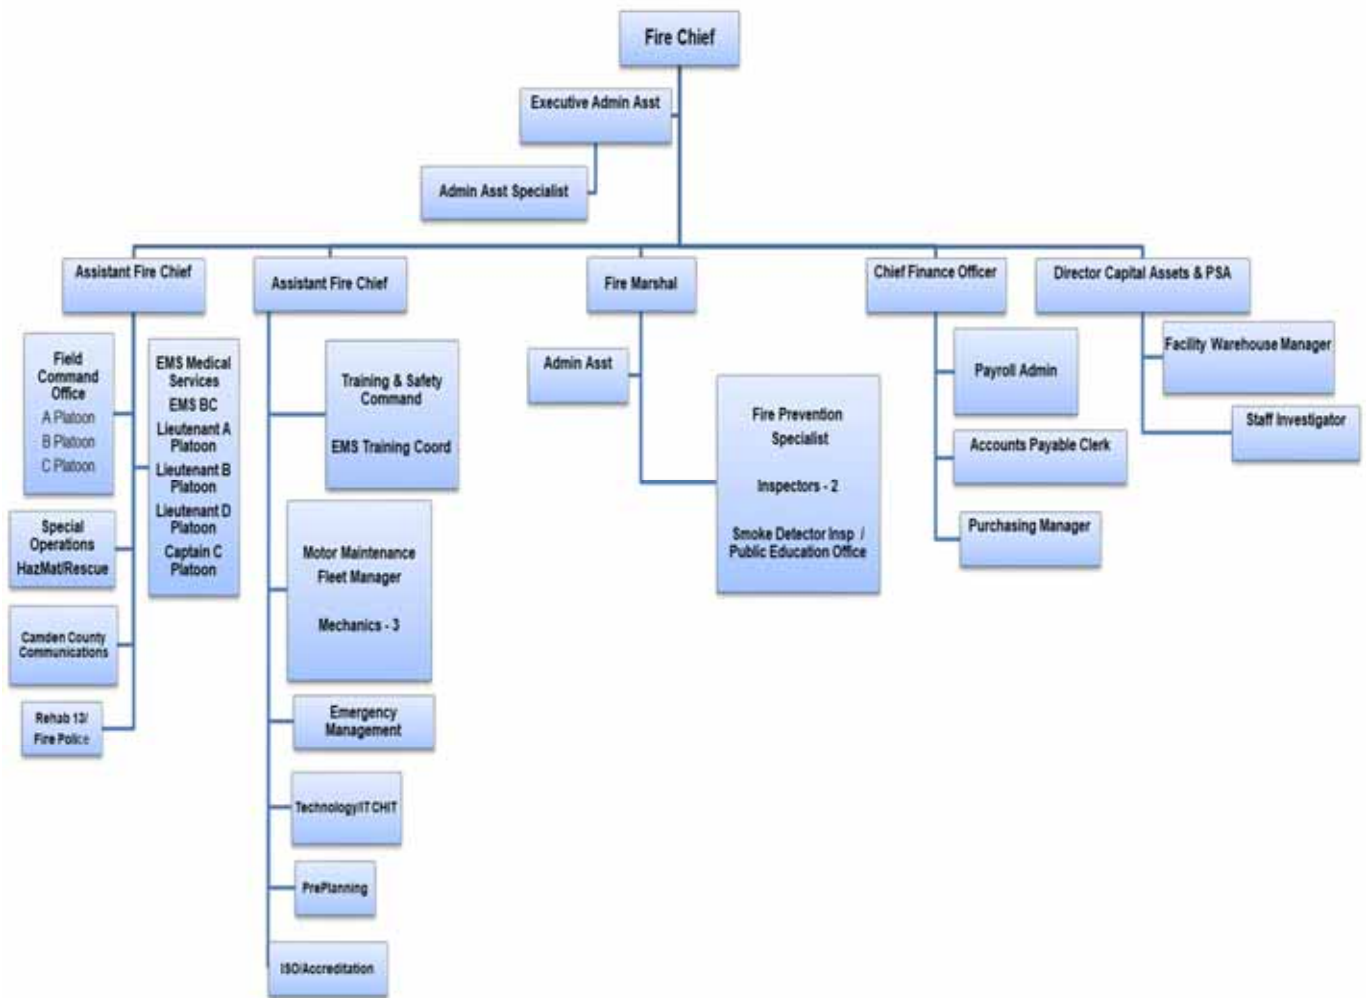 Fire Chief
Executive Admin Asst
Admin Asst Specialist
Assistant Fire Chief
Assistant Fire Chief
Fire Marshal
Chief Finance Officer
Director Capital Assets & PSA
Field
Command
Office
A Platoon
B Platoon
C Platoon
EMS Medical
Services
EMS BC
Lieutenant A
Platoon
Lieutenant B
Platoon
Lieutenant D
Platoon
Captain C
Platoon
Special
Operations
HazMat/Rescue
Camden County
Communications
Rehab 13/
Fire Police
Training & Safety
Command
EMS Training Coord
Motor Maintenance
Fleet Manager
Mechanics - 3
Emergency
Management
Technology/IT CHIT
PrePlanning
ISO/Accreditation
Admin Asst
Fire Prevention
Specialist
Inspectors - 2
Smoke Detector Insp /
Public Education Office
Payroll Admin
Accounts Payable Clerk
Purchasing Manager
Facility Warehouse Manager
Staff Investigator